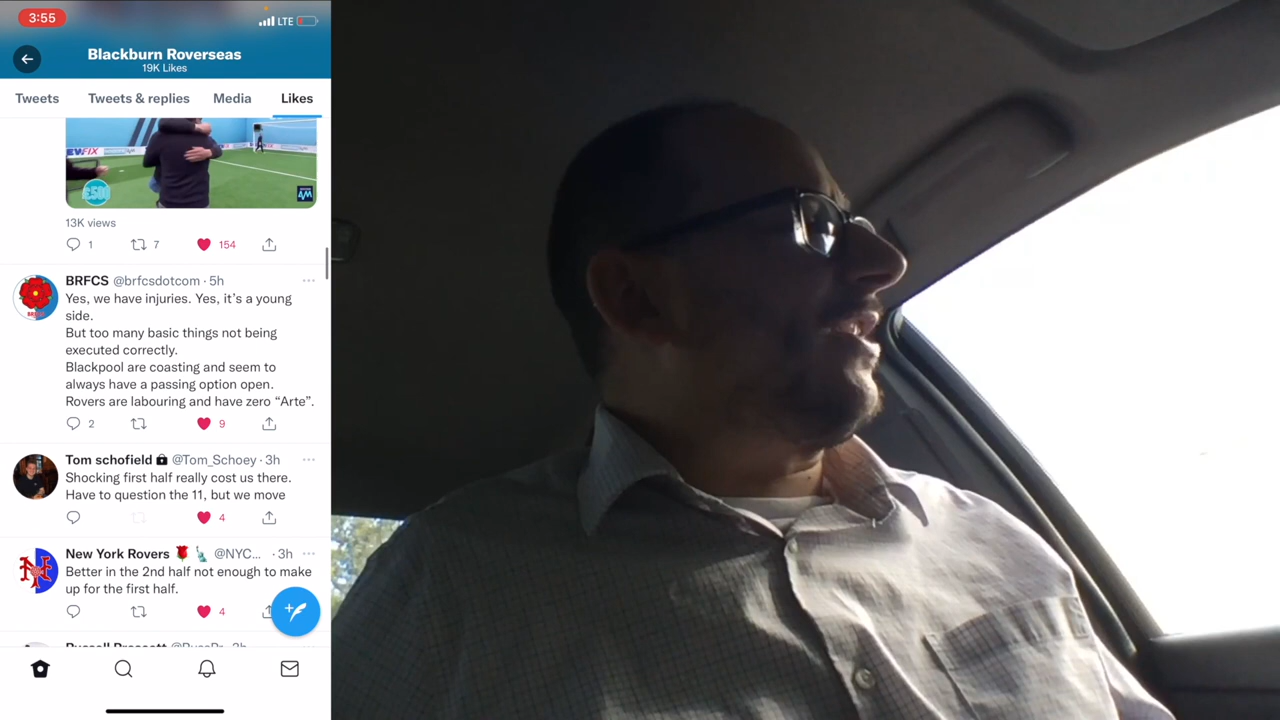 3:55
LTE
Blackburn Roverseas
19K Likes
Tweets Tweets & replies Media Likes
£500
13K views
1 7 154
BRFCS @brfcsdotcom · 5h
Yes, we have injuries. Yes, it's a young
side.
But too many basic things not being
executed correctly.
Blackpool are coasting and seem to
always have a passing option open.
Rovers are labouring and have zero “Arte”.
2 9
Tom schofield @Tom_Schoey · 3h
Shocking first half really cost us there.
Have to question the 11, but we move
4
New York Rovers @NYC... · 3h
Better in the 2nd half not enough to make
up for the first half.
4